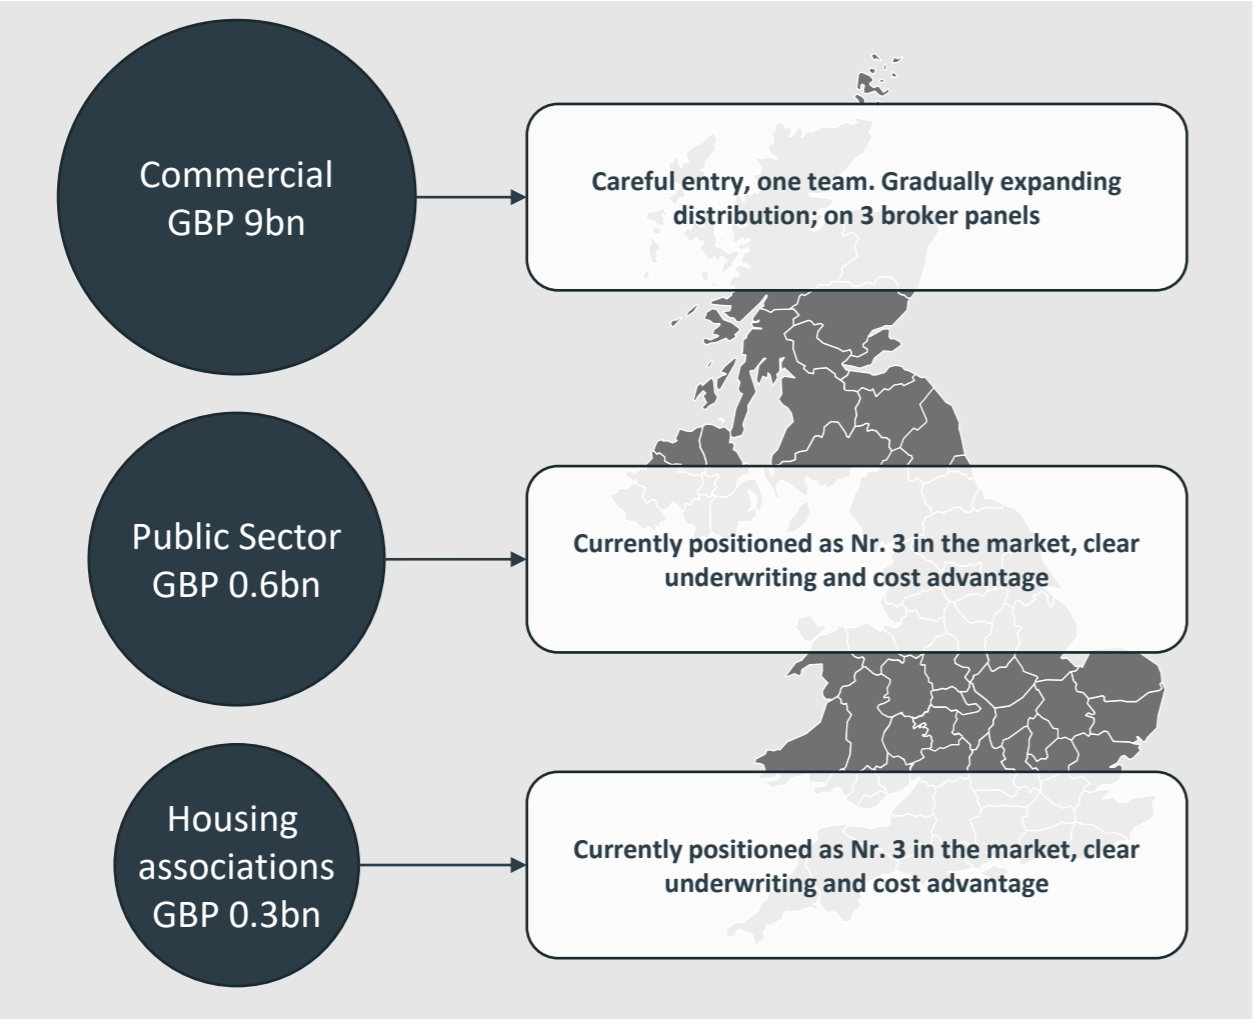 Commercial
GBP 9bn
Careful entry, one team. Gradually expanding
distribution; on 3 broker panels
Public Sector
GBP 0.6bn
Currently positioned as Nr. 3 in the market, clear
underwriting and cost advantage
Housing
associations
GBP 0.3bn
Currently positioned as Nr. 3 in the market, clear
underwriting and cost advantage